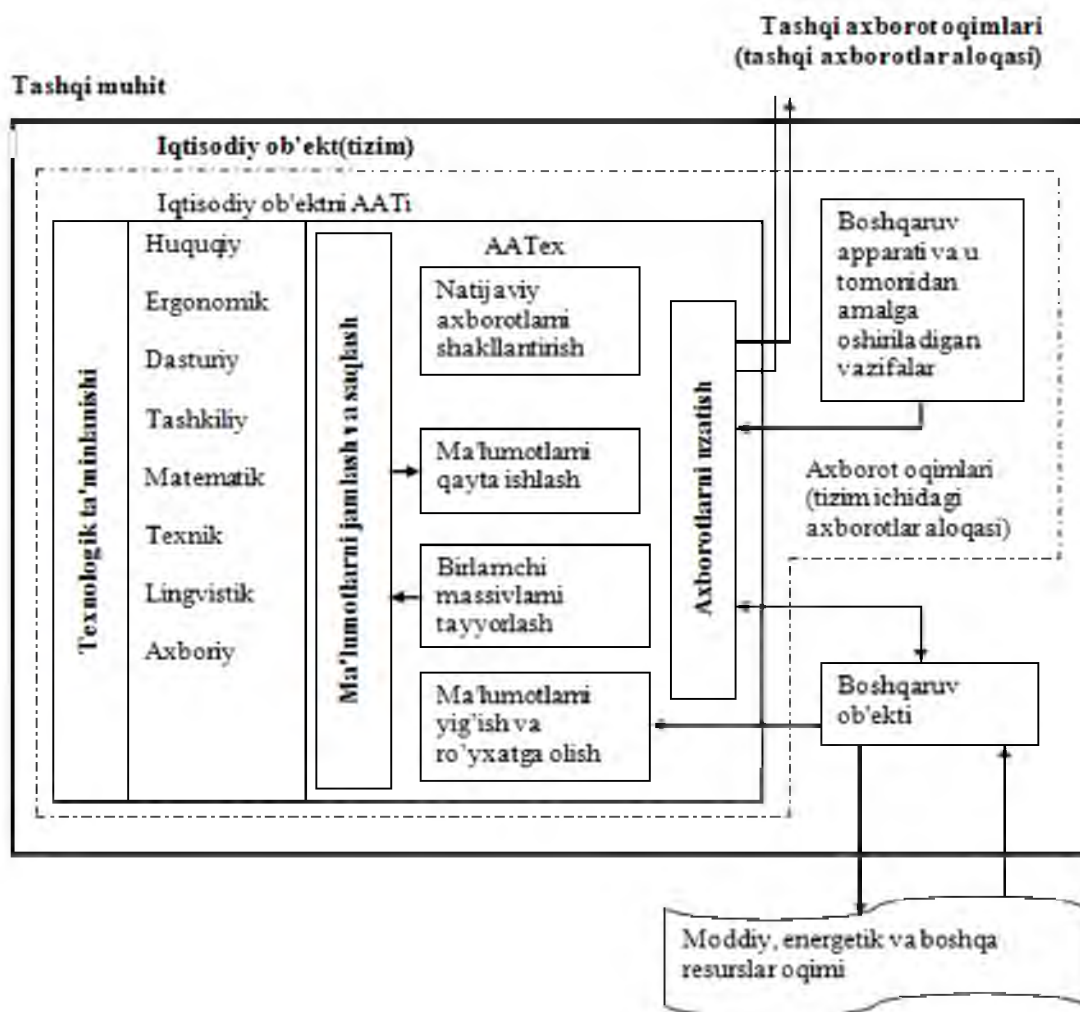 Tashqi axborot oqimlari
(tashqi axborotlar aloqasi)
Tashqi muhit
Iqtisodiy ob'ekt(tizim)
Iqtisodiy ob'ektni AATi
Texnologik ta'minlanishi
Huquqiy
Ergonomik
Dasturiy
Tashkiliy
Matematik
Texnik
Lingvistik
Axboriy
Ma'lumotlarni jamlash va saqlash
AATex
Natijaviy
axborotlarni
shakllantirish
Ma'lumotlarni
qayta ishlash
Birlamchi
massivlarni
tayyorlash
Ma'lumotlarni
yig'ish va
ro'yxatga olish
Axborotlarni uzatish
Boshqaruv
apparati va u
tomonidan
amalga
oshiriladigan
vazifalar
Axborot oqimlari
(tizim ichidagi
axborotlar aloqasi)
Boshqaruv
ob'ekti
Moddiy, energetik va boshqa
resurslar oqimi